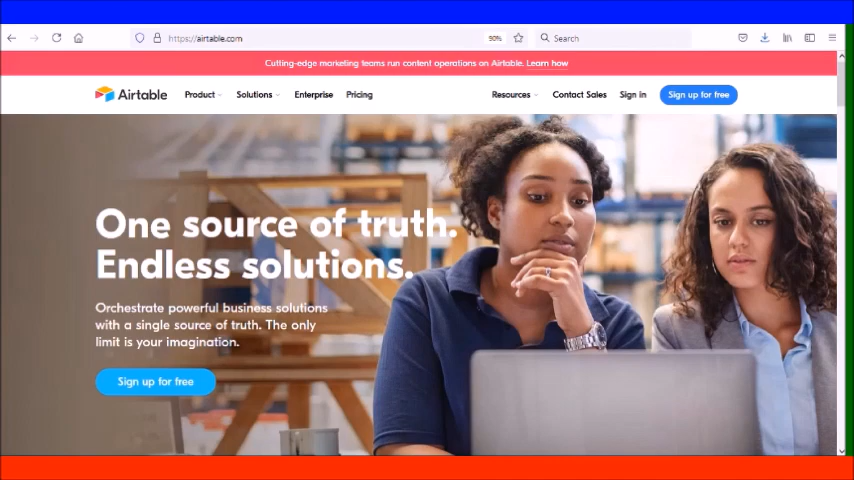 https://airtable.com
90%
Search
Cutting-edge marketing teams run content operations on Airtable. Learn how
Airtable
Product
Solutions
Enterprise
Pricing
Resources
Contact Sales
Sign in
Sign up for free
One source of truth.
Endless solutions.
Orchestrate powerful business solutions
with a single source of truth. The only
limit is your imagination.
Sign up for free